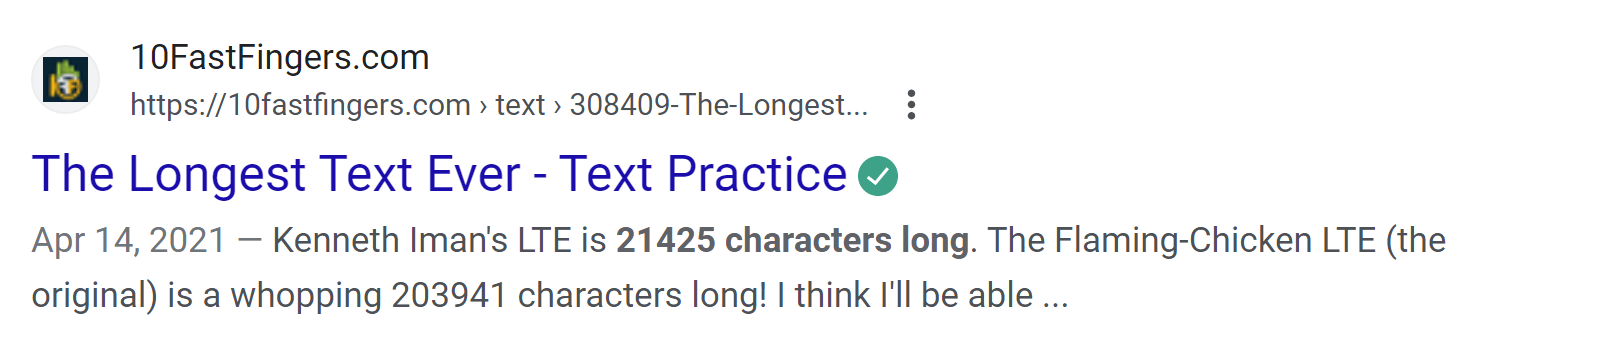 10FastFingers.com
https://10fastfingers.com › text › 308409-The-Longest...
The Longest Text Ever - Text Practice
Apr 14, 2021 — Kenneth Iman's LTE is 21425 characters long. The Flaming-Chicken LTE (the
original) is a whopping 203941 characters long! I think I'll be able ...